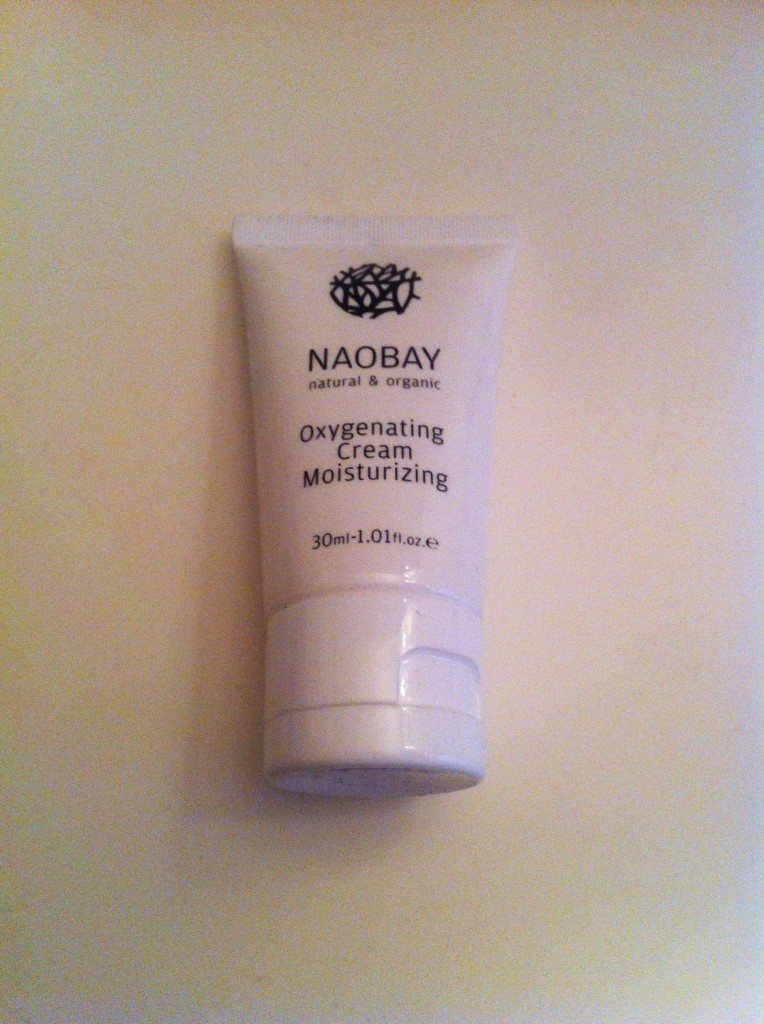 NAOBAY
natural & organic
Oxygenating
Cream
Moisturizing
30ml-1.01fl.oz.℮